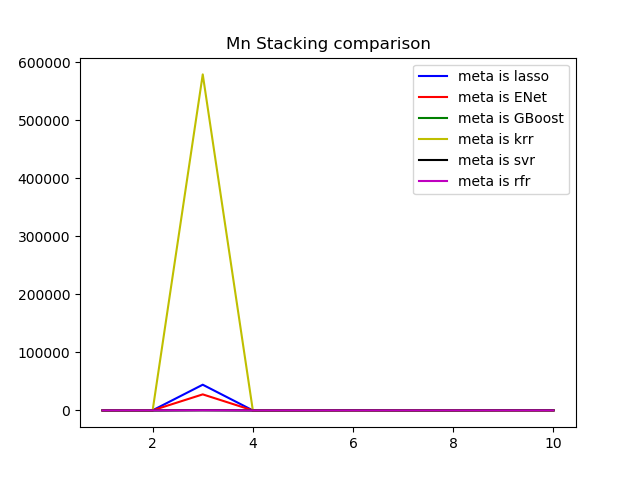 Mn Stacking comparison
600000
500000
400000
300000
200000
100000
0
meta is lasso
meta is ENet
meta is GBoost
meta is krr
meta is svr
meta is rfr
2 4 6 8 10